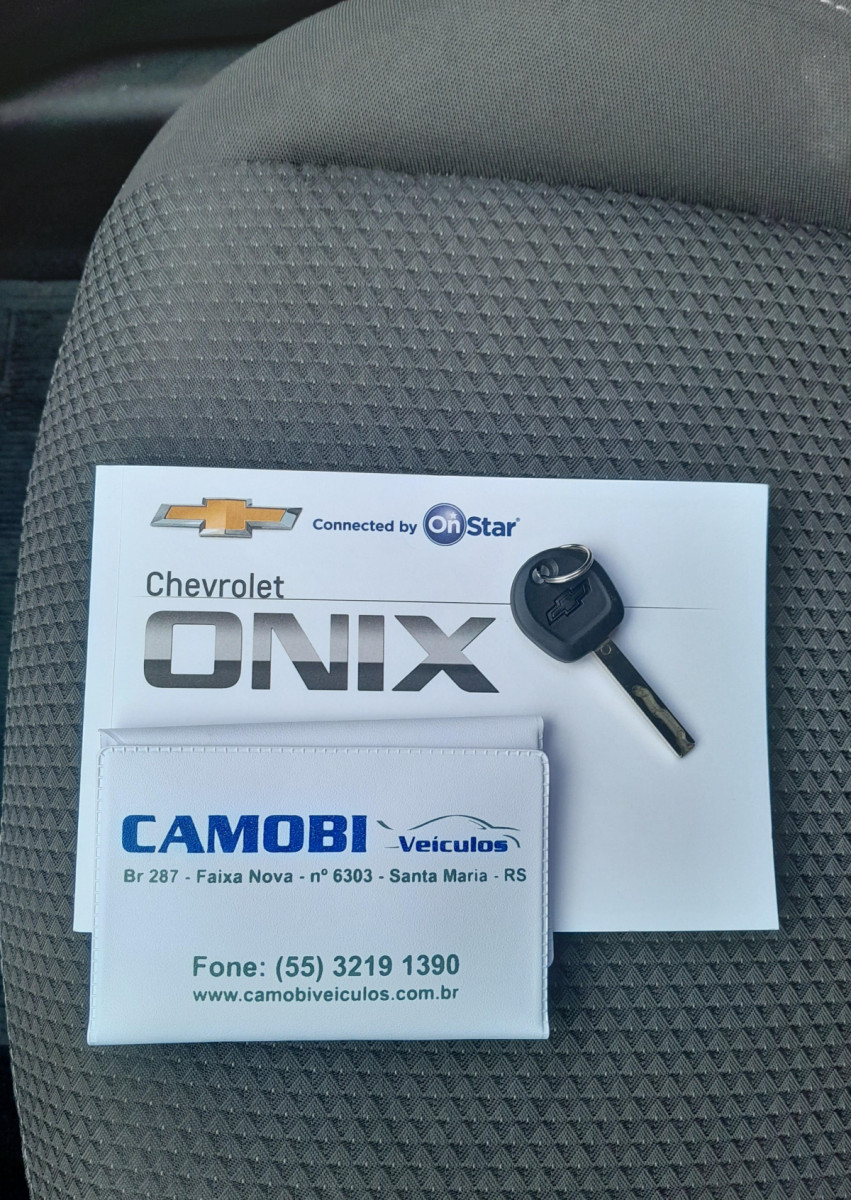 Connected by OnStar®
Chevrolet
ONIX
CAMOBI Veículos
Br 287 - Faixa Nova - nº 6303 - Santa Maria - RS
Fone: (55) 3219 1390
www.camobiveiculos.com.br